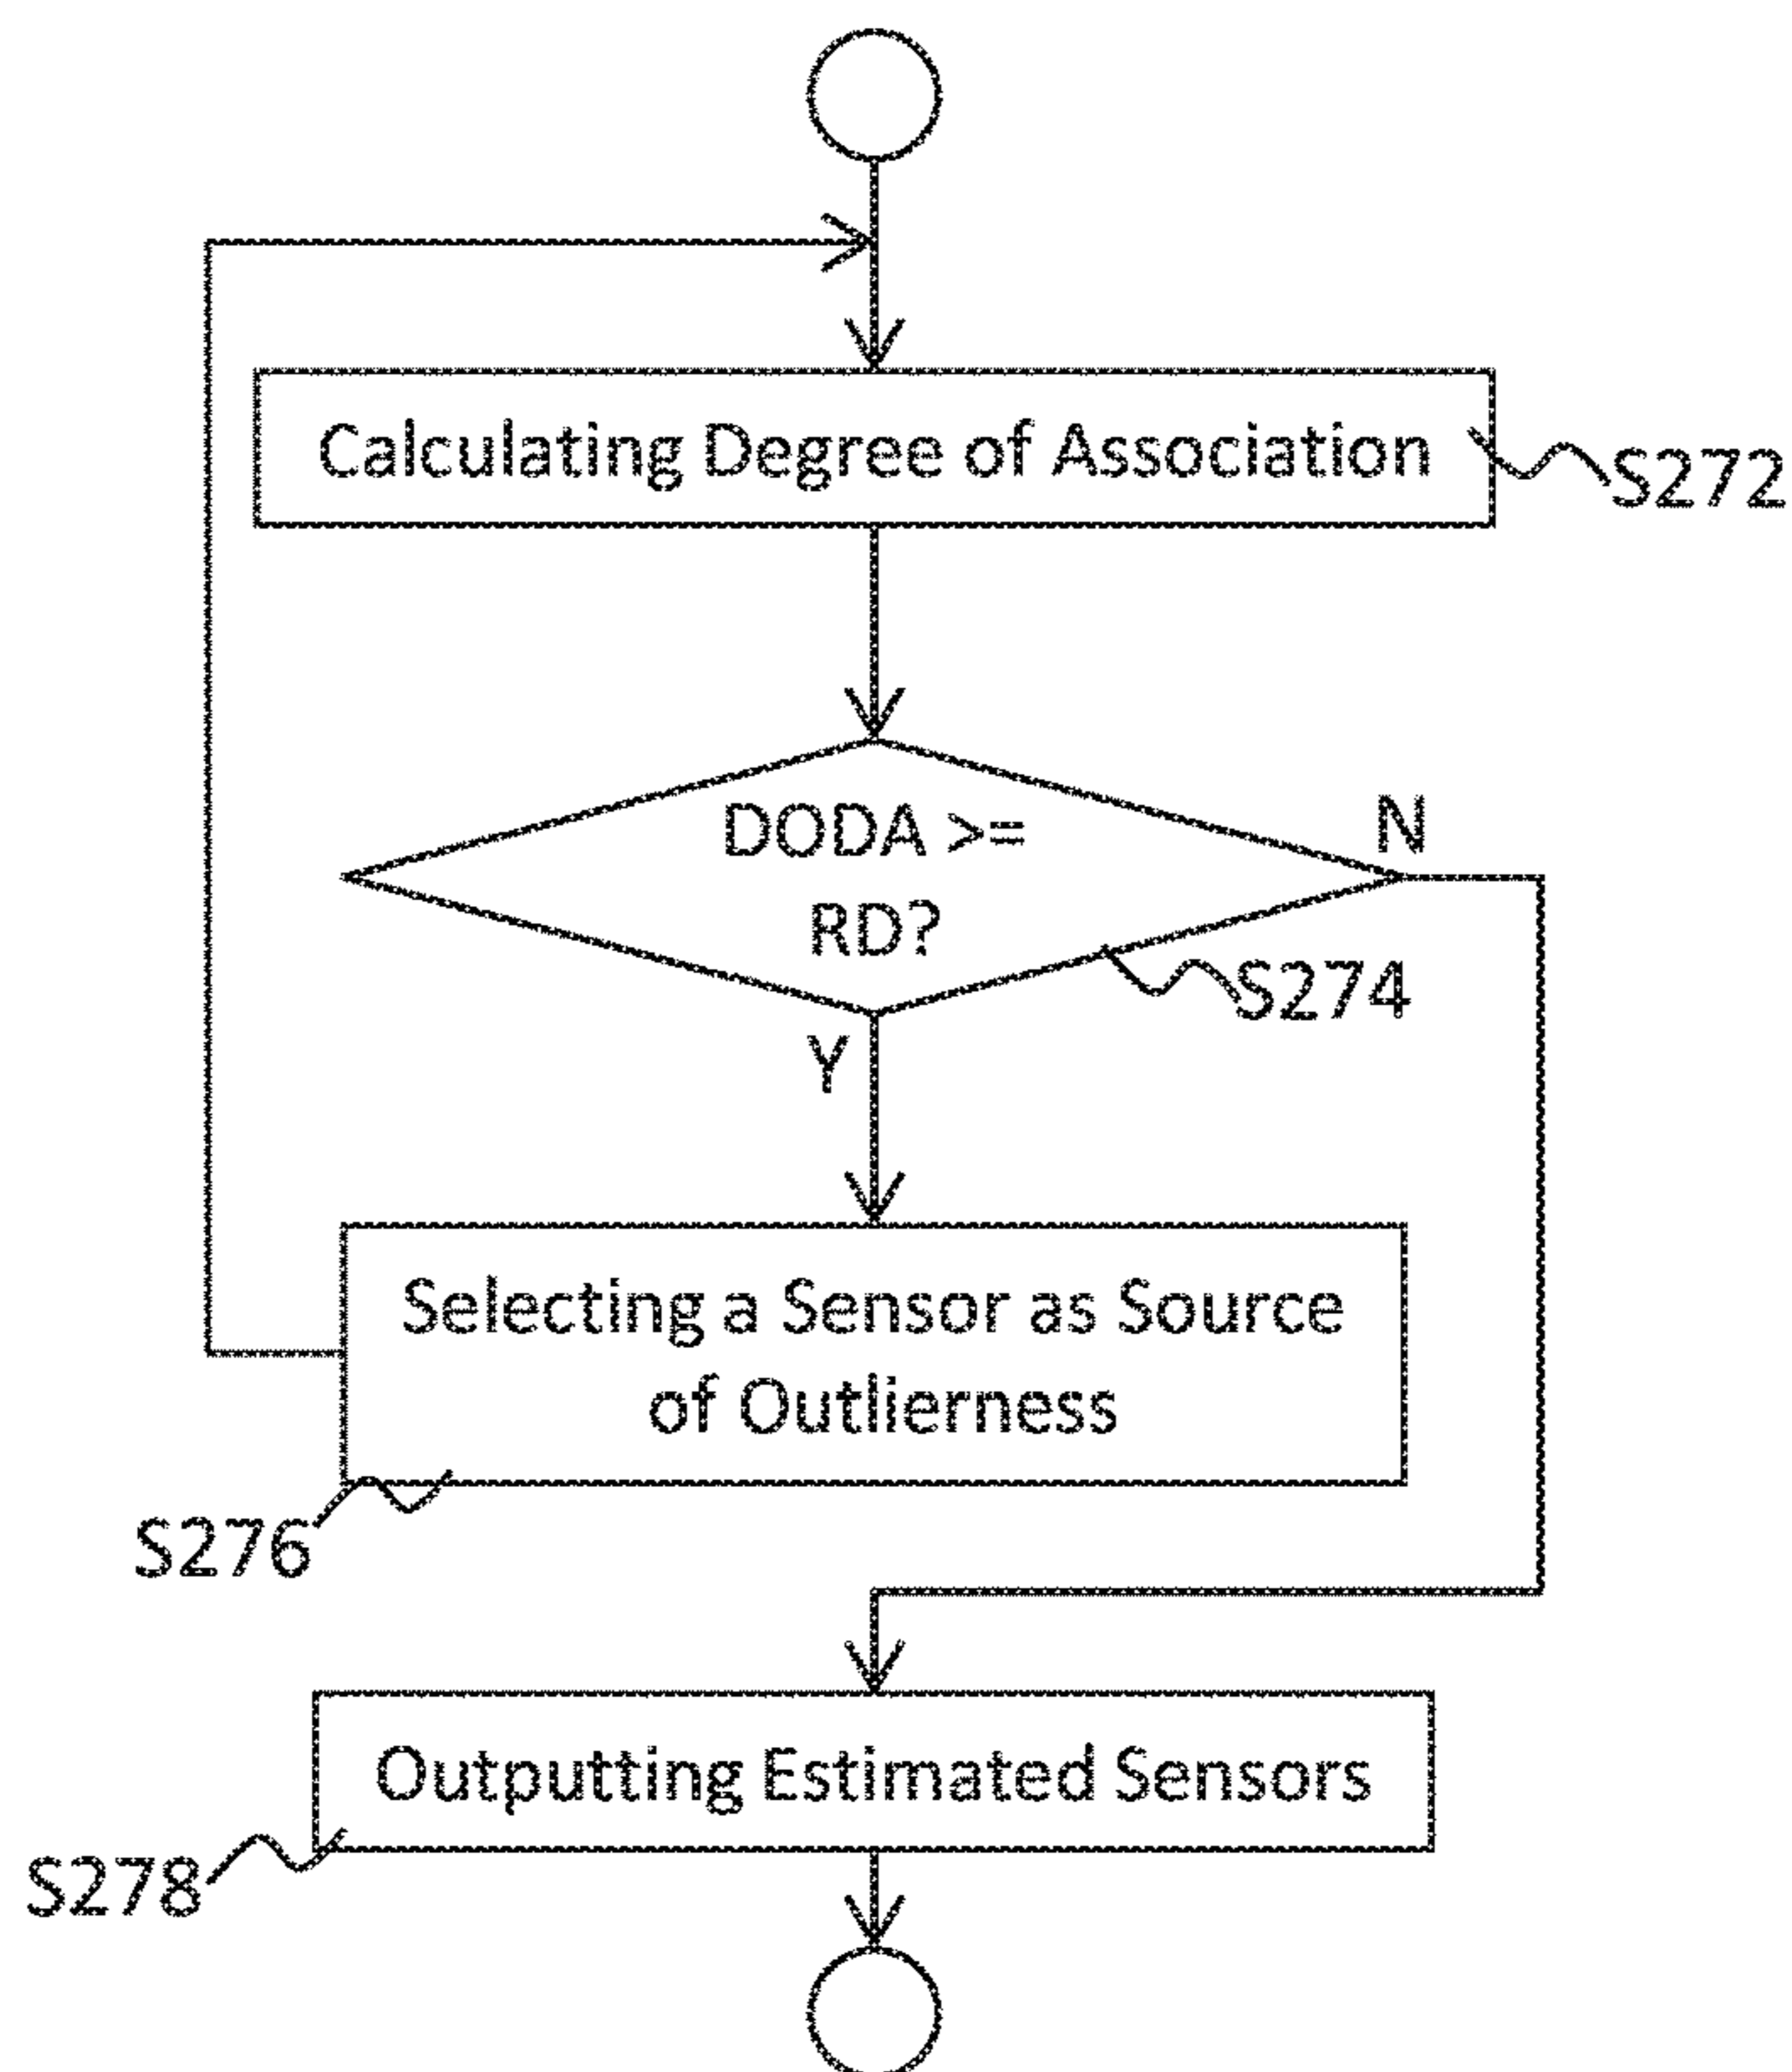 Calculating Degree of Association
S272
DODA >=
RD?
N
S274
Y
Selecting a Sensor as Source
of Outlierness
S276
Outputting Estimated Sensors
S278